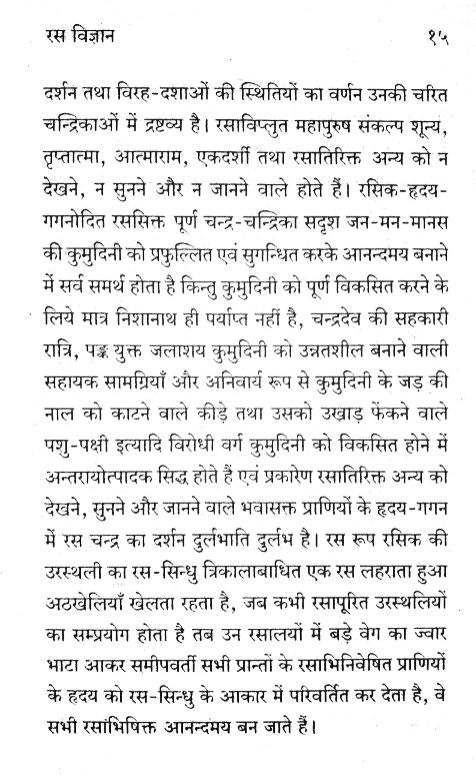 रस विज्ञान १५
दर्शन तथा विरह-दशाओं की स्थितियों का वर्णन उनकी चरित
चन्द्रिकाओं में द्रष्टव्य है। रसाविप्लुत महापुरुष संकल्प शून्य,
तृप्तात्मा, आत्माराम, एकदर्शी तथा रसातिरिक्त अन्य को न
देखने, न सुनने और न जानने वाले होते हैं। रसिक-हृदय-
गगनोदित रससिक्त पूर्ण चन्द्र-चन्द्रिका सदृश जन-मन-मानस
की कुमुदिनी को प्रफुल्लित एवं सुगन्धित करके आनन्दमय बनाने
में सर्व समर्थ होता है किन्तु कुमुदिनी को पूर्ण विकसित करने के
लिये मात्र निशानाथ ही पर्याप्त नहीं है, चन्द्रदेव की सहकारी
रात्रि, पङ्क युक्त जलाशय कुमुदिनी को उन्नतशील बनाने वाली
सहायक सामग्रियाँ और अनिवार्य रूप से कुमुदिनी के जड़ की
नाल को काटने वाले कीड़े तथा उसको उखाड़ फेंकने वाले
पशु-पक्षी इत्यादि विरोधी वर्ग कुमुदिनी को विकसित होने में
अन्तरायोत्पादक सिद्ध होते हैं एवं प्रकारेण रसातिरिक्त अन्य को
देखने, सुनने और जानने वाले भवासक्त प्राणियों के हृदय-गगन
में रस चन्द्र का दर्शन दुर्लभाति दुर्लभ है। रस रूप रसिक की
उरस्थली का रस-सिन्धु त्रिकालाबाधित एक रस लहराता हुआ
अठखेलियाँ खेलता रहता है, जब कभी रसापूरित उरस्थलियों
का सम्प्रयोग होता है तब उन रसालयों में बड़े वेग का ज्वार
भाटा आकर समीपवर्ती सभी प्रान्तों के रसाभिनिवेषित प्राणियों
के हृदय को रस-सिन्धु के आकार में परिवर्तित कर देता है, वे
सभी रसाभिषिक्त आनन्दमय बन जाते हैं।